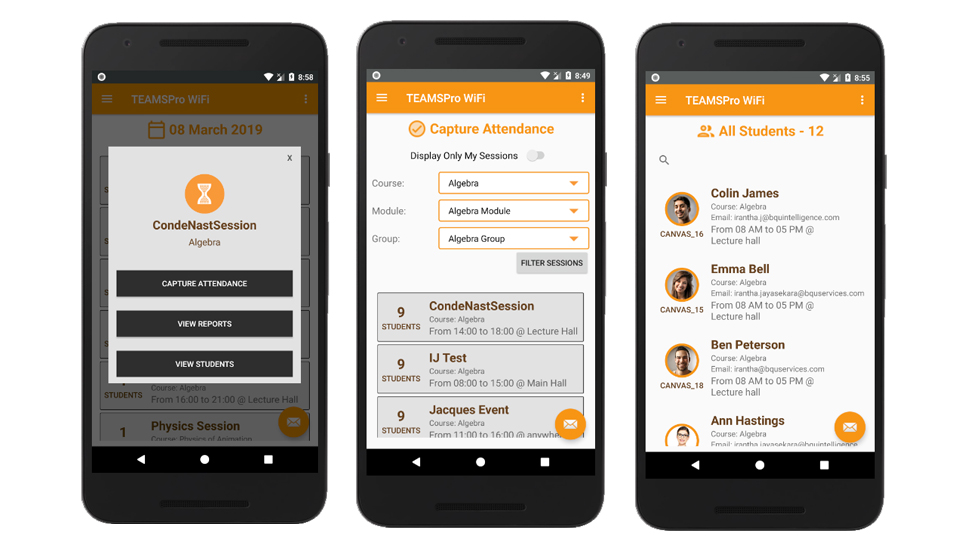 8:58
TEAMSPro WiFi
08 March 2019
X
CondeNastSession
Algebra
CAPTURE ATTENDANCE
VIEW REPORTS
VIEW STUDENTS
STUDENTS
Course: Algebra
From 16:00 to 21:00 @ Lecture Hall
1
Physics Session
Course: Physics of Animation
8:49
TEAMSPro WiFi
Capture Attendance
Display Only My Sessions
Course:
Algebra
Module:
Algebra Module
Group:
Algebra Group
FILTER SESSIONS
9
STUDENTS
CondeNastSession
Course: Algebra
From 14:00 to 18:00 @ Lecture Hall
9
STUDENTS
IJ Test
Course: Algebra
From 08:00 to 15:00 @ Main Hall
9
STUDENTS
Jacques Event
Course: Algebra
From 11:00 to 16:00 @
8:55
TEAMSPro WiFi
All Students - 12
CANVAS_16
Colin James
Course: Algebra
Email: irantha.j@bquintelligence.com
From 08 AM to 05 PM @
Lecture hall
CANVAS_15
Emma Bell
Course: Algebra
Email: irantha.jayasekara@bquservices.com
From 08 AM to 05 PM @
Lecture hall
CANVAS_18
Ben Peterson
Course: Algebra
Email: irantha@bquservices.com
From 08 AM to 05 PM @
Lecture hall
Ann Hastings
Course: Algebra
Email: irantha.jayasekara@bquintelligence.com